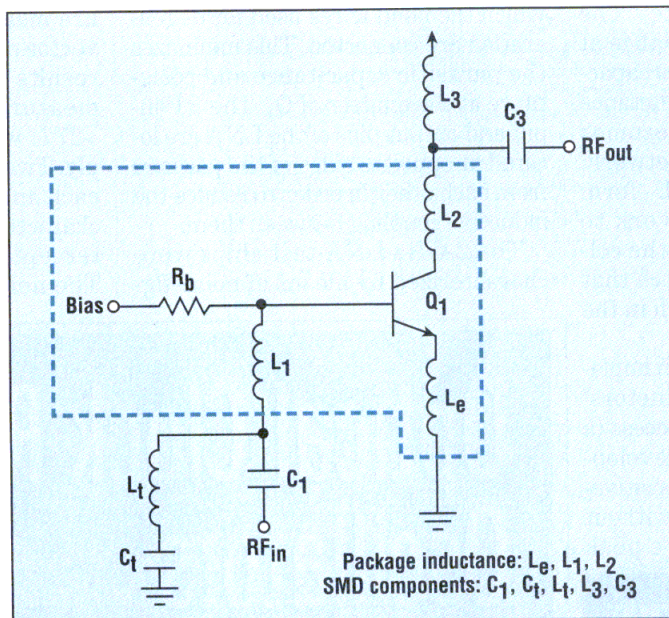 L3
C3
RFout
L2
Rb
Bias
Q1
L1
Le
Lt
C1
Ct
RFin
Package inductance: Le, L1, L2
SMD components: C1, Ct, Lt, L3, C3